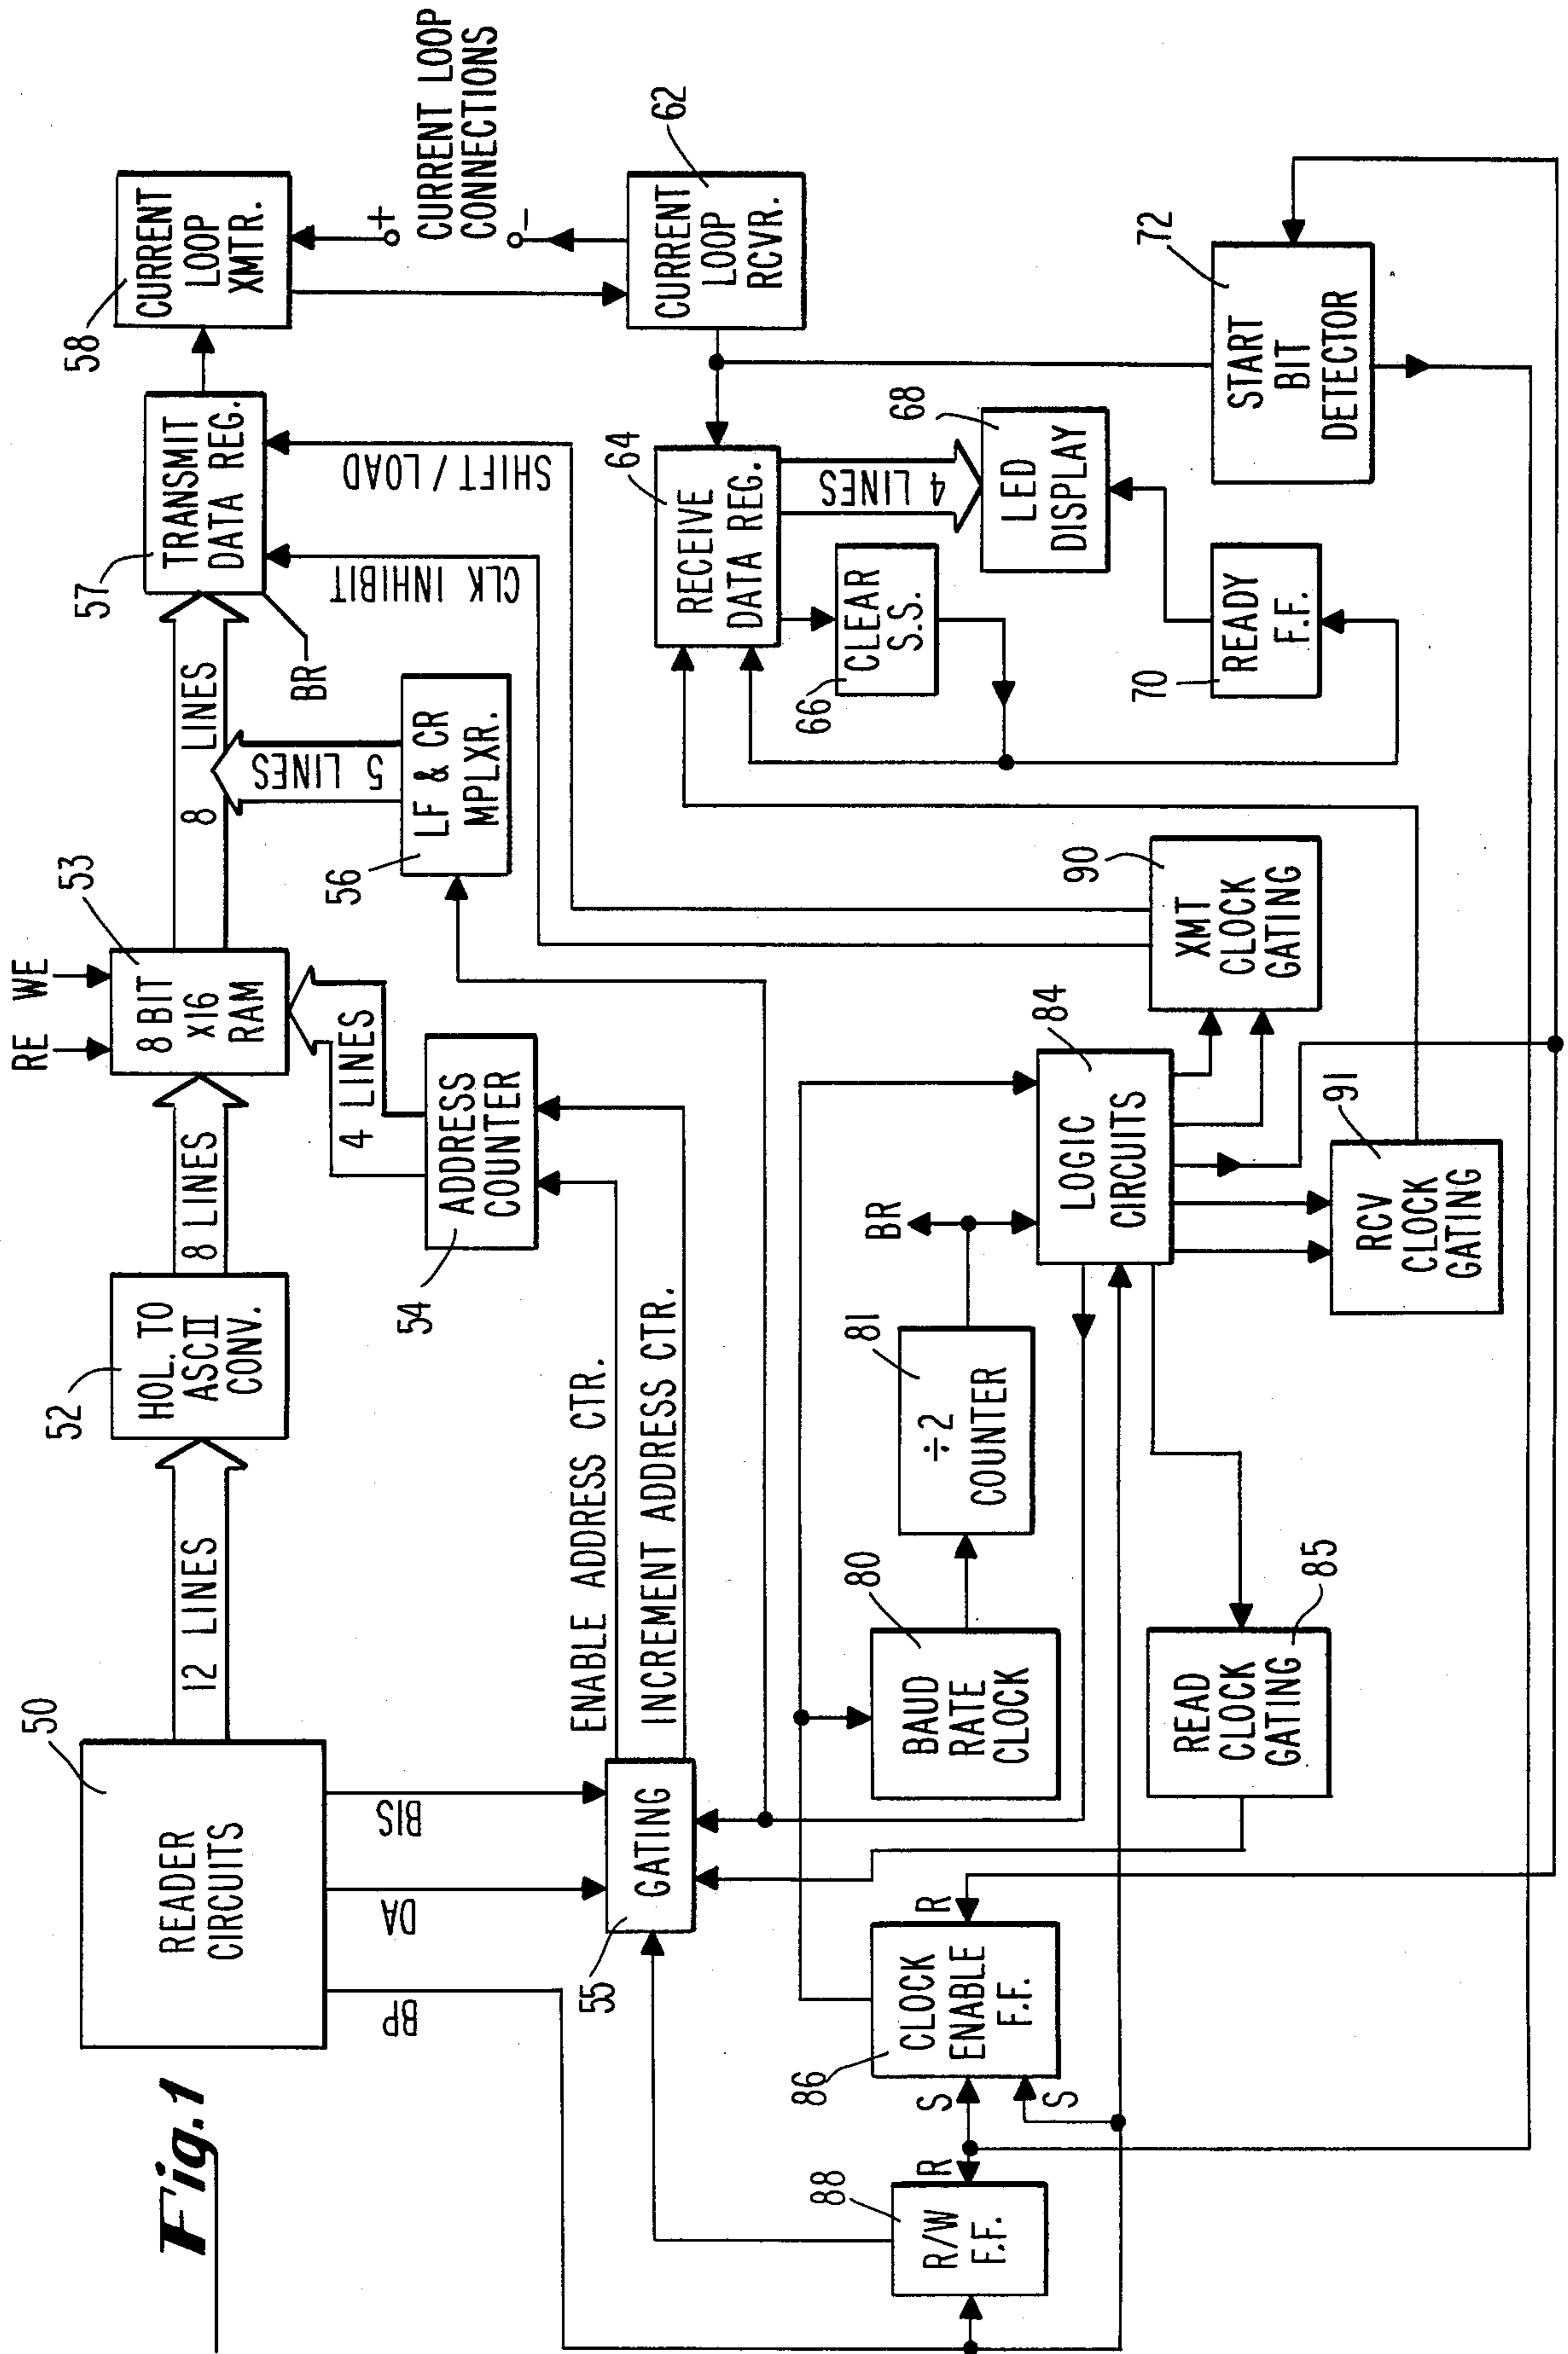 Fig.1
50
READER
CIRCUITS
BP
DA
BIS
12 LINES
52
HOL. TO
ASCII
CONV.
8 LINES
RE
WE
53
8 BIT
X16
RAM
8 LINES
57
TRANSMIT
DATA REG.
BR
58
CURRENT
LOOP
XMTR.
+
CURRENT LOOP
CONNECTIONS
-
62
CURRENT
LOOP
RCVR.
4 LINES
54
ADDRESS
COUNTER
5 LINES
56
LF & CR
MPLXR.
CLK INHIBIT
SHIFT / LOAD
ENABLE ADDRESS CTR.
INCREMENT ADDRESS CTR.
55
GATING
64
RECEIVE
DATA REG.
4 LINES
66
CLEAR
S.S.
68
LED
DISPLAY
70
READY
F.F.
72
START
BIT
DETECTOR
88
R/W
F.F.
R
S
S
86
CLOCK
ENABLE
F.F.
R
80
BAUD
RATE
CLOCK
81
÷2
COUNTER
BR
84
LOGIC
CIRCUITS
90
XMT
CLOCK
GATING
85
READ
CLOCK
GATING
91
RCV
CLOCK
GATING